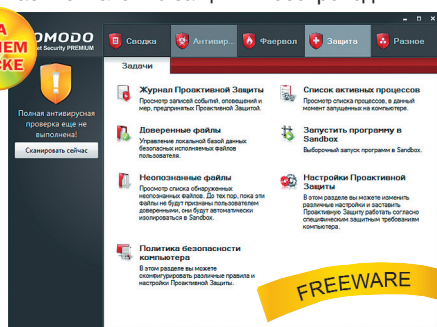 А
ЕМ
СКЕ
OMODO
et Security PREMIUM
Сводка
Антивир...
Фаервол
Защита
Разное
Задачи
Полная антивирусная
проверка еще не
выполнена!
Сканировать сейчас
Журнал Проактивной Защиты
Просмотр записей событий, оповещений и
мер, предпринятых Проактивной Защитой.
Доверенные файлы
Управление локальной базой данных
безопасных исполняемых файлов
пользователя.
Неопознанные файлы
Просмотр списка обнаруженных
неопознанных файлов. До тех пор, пока эти
файлы не будут признаны пользователем
доверенными, они будут автоматически
изолироваться в Sandbox.
Политика безопасности
компьютера
В этом разделе вы можете
сконфигурировать различные правила и
настройки Проактивной Защиты.
Список активных процессов
Просмотр списка процессов, в данный
момент запущенных на компьютере.
Запустить программу в
Sandbox
Выборочный запуск программ в Sandbox.
Настройки Проактивной
Защиты
В этом разделе вы можете изменить
различные настройки и заставить
Проактивную Защиту работать согласно
специфическим защитным требованиям
компьютера.
FREEWARE